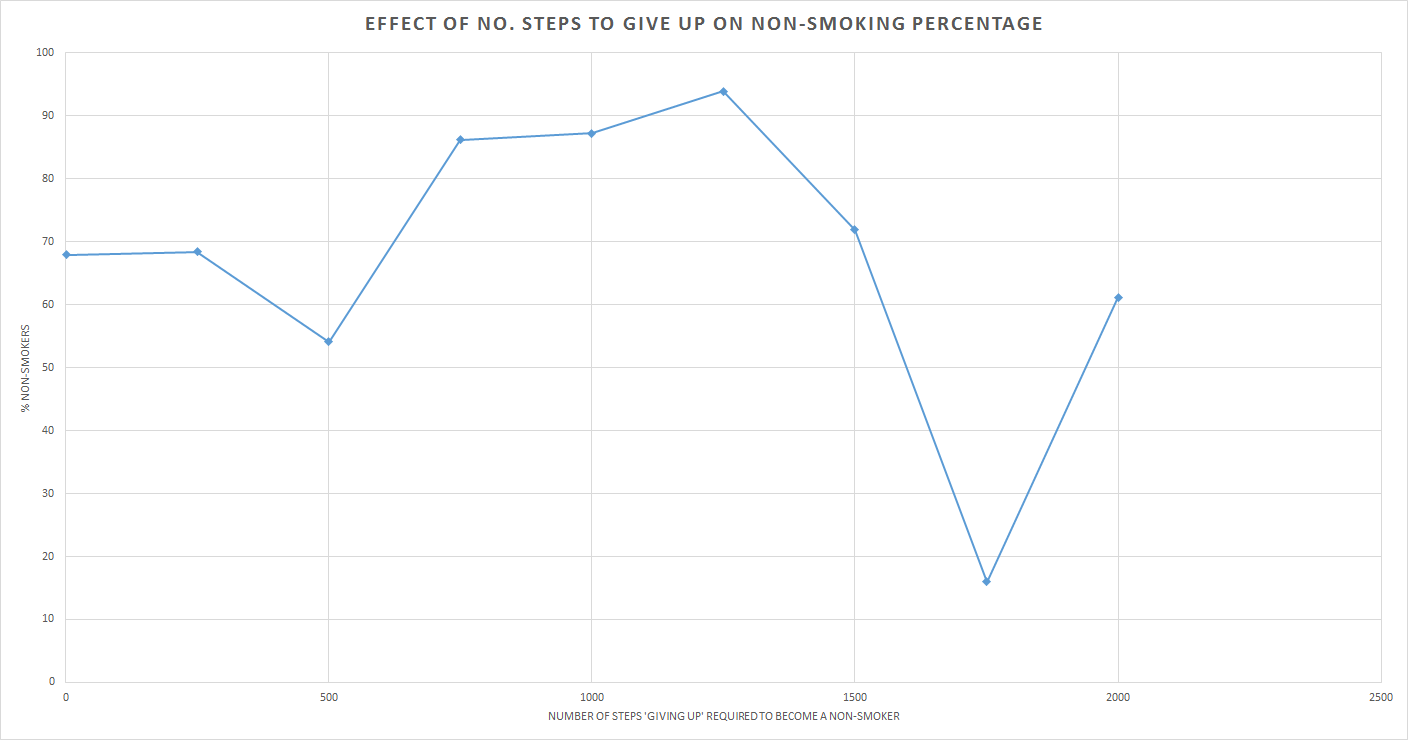 EFFECT OF NO. STEPS TO GIVE UP ON NON-SMOKING PERCENTAGE
100
90
80
70
60
50
40
30
20
10
0
% NON-SMOKERS
0 500 1000 1500 2000 2500
NUMBER OF STEPS 'GIVING UP' REQUIRED TO BECOME A NON-SMOKER